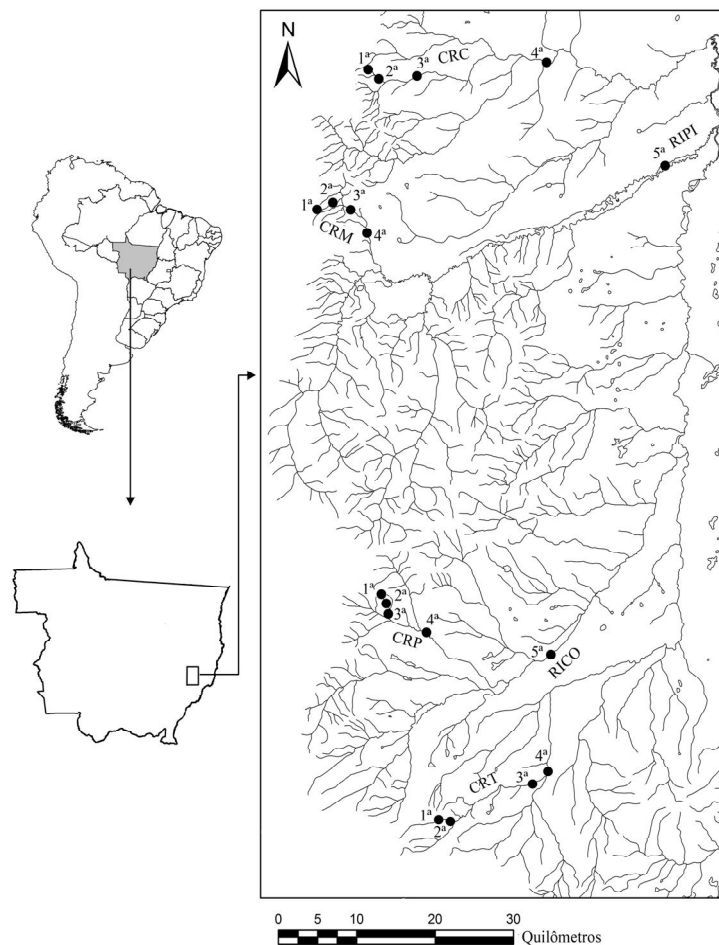 N
1ª
2ª
3ª
CRC
4ª
5ª
RIPI
1ª
2ª
3ª
CRM
4ª
1ª
2ª
3ª
4ª
CRP
5ª
RICO
4ª
3ª
CRT
1ª
2ª
0 5 10 20 30
Quilômetros